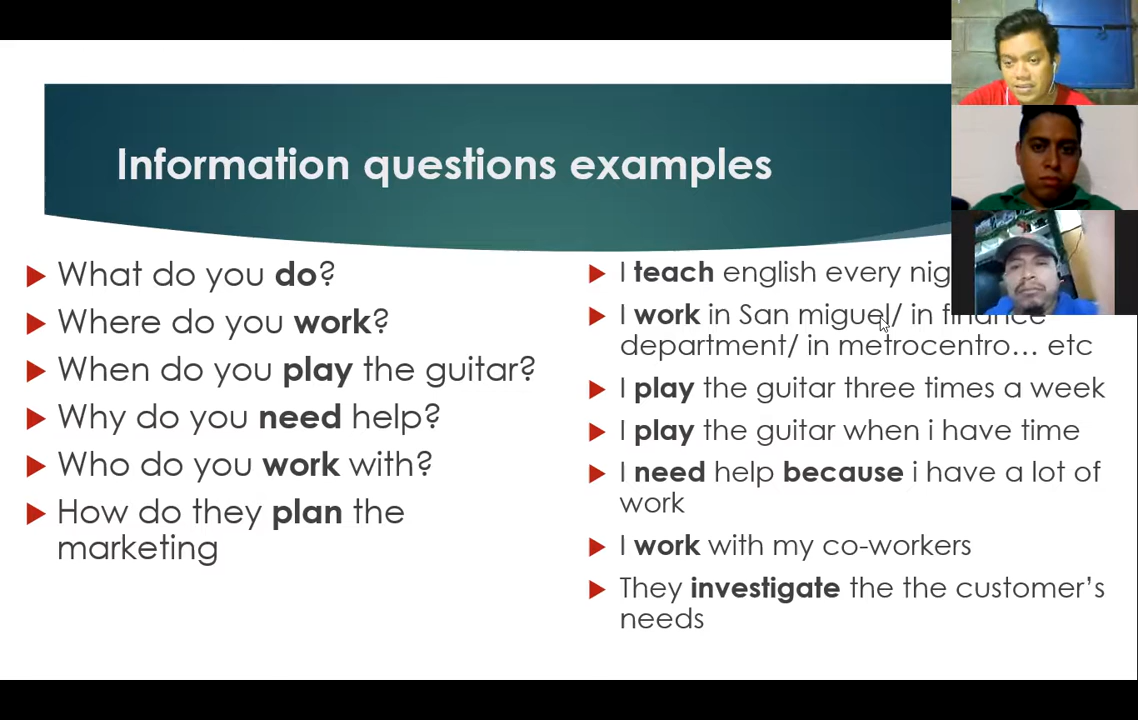 Information questions examples
What do you do?
Where do you work?
When do you play the guitar?
Why do you need help?
Who do you work with?
How do they plan the
marketing
I teach english every nig
I work in San miguel/ in finance
department/ in metrocentro... etc
I play the guitar three times a week
I play the guitar when i have time
I need help because i have a lot of
work
I work with my co-workers
They investigate the the customer's
needs